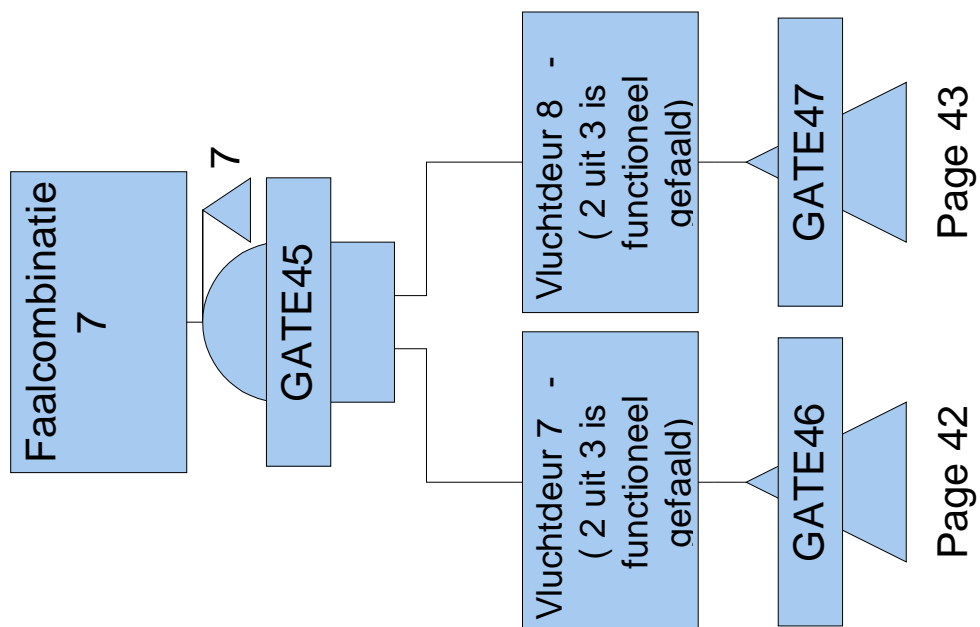 Faalcombinatie
7
7
GATE45
Vluchtdeur 7 -
( 2 uit 3 is
functioneel
gefaald)
GATE46
Page 42
Vluchtdeur 8 -
( 2 uit 3 is
functioneel
gefaald)
GATE47
Page 43